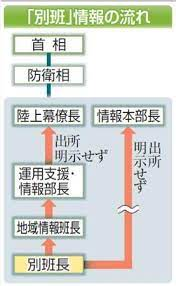 「別班」情報の流れ
首相
防衛相
陸上幕僚長
情報本部長
出所
明示せず
出所
明示せず
運用支援・
情報部長
地域情報班長
別班長